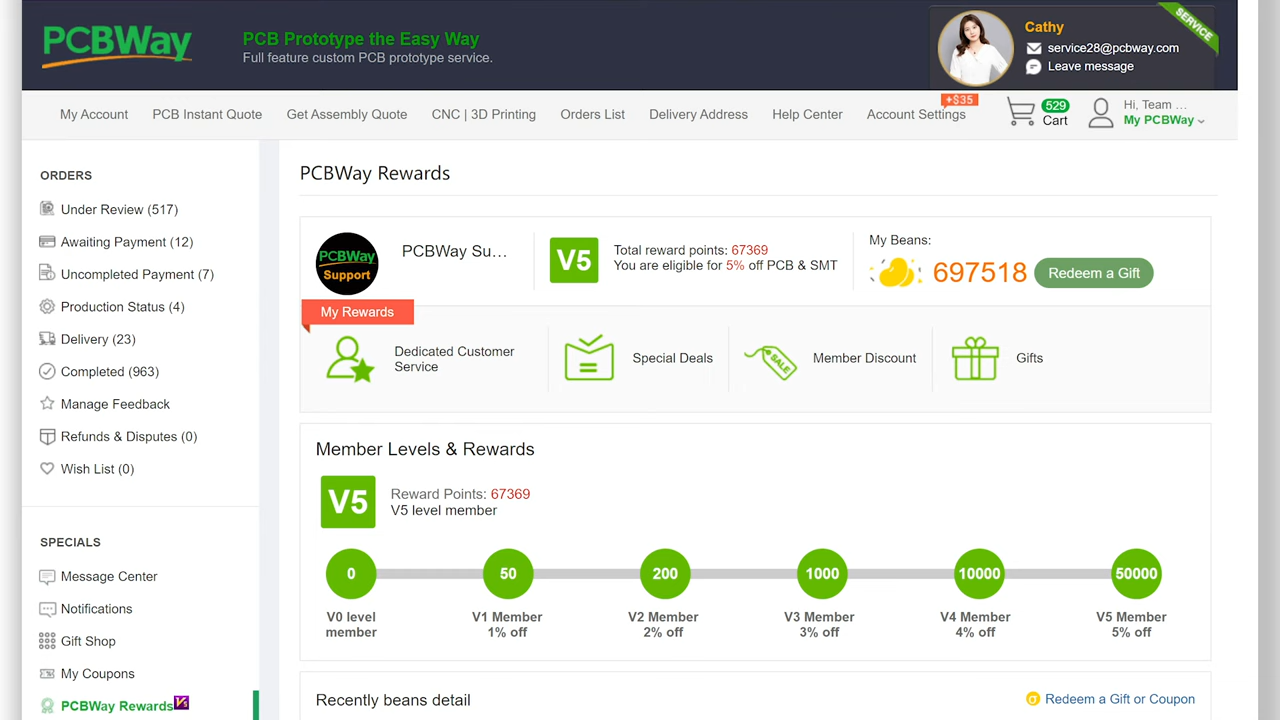 PCBWay
PCB Prototype the Easy Way
Full feature custom PCB prototype service.
Cathy
service28@pcbway.com
Leave message
SERVICE
My Account
PCB Instant Quote
Get Assembly Quote
CNC | 3D Printing
Orders List
Delivery Address
Help Center
Account Settings
+$35
529
Cart
Hi, Team ...
My PCBWay
ORDERS
Under Review (517)
Awaiting Payment (12)
Uncompleted Payment (7)
Production Status (4)
Delivery (23)
Completed (963)
Manage Feedback
Refunds & Disputes (0)
Wish List (0)
SPECIALS
Message Center
Notifications
Gift Shop
My Coupons
PCBWay Rewards
PCBWay Rewards
PCBWay
Support
PCBWay Su...
V5
Total reward points: 67369
You are eligible for 5% off PCB & SMT
My Beans:
697518
Redeem a Gift
My Rewards
Dedicated Customer
Service
Special Deals
SALE
Member Discount
Gifts
Member Levels & Rewards
V5
Reward Points: 67369
V5 level member
0
50
200
1000
10000
50000
V0 level
member
V1 Member
1% off
V2 Member
2% off
V3 Member
3% off
V4 Member
4% off
V5 Member
5% off
Recently beans detail
Redeem a Gift or Coupon